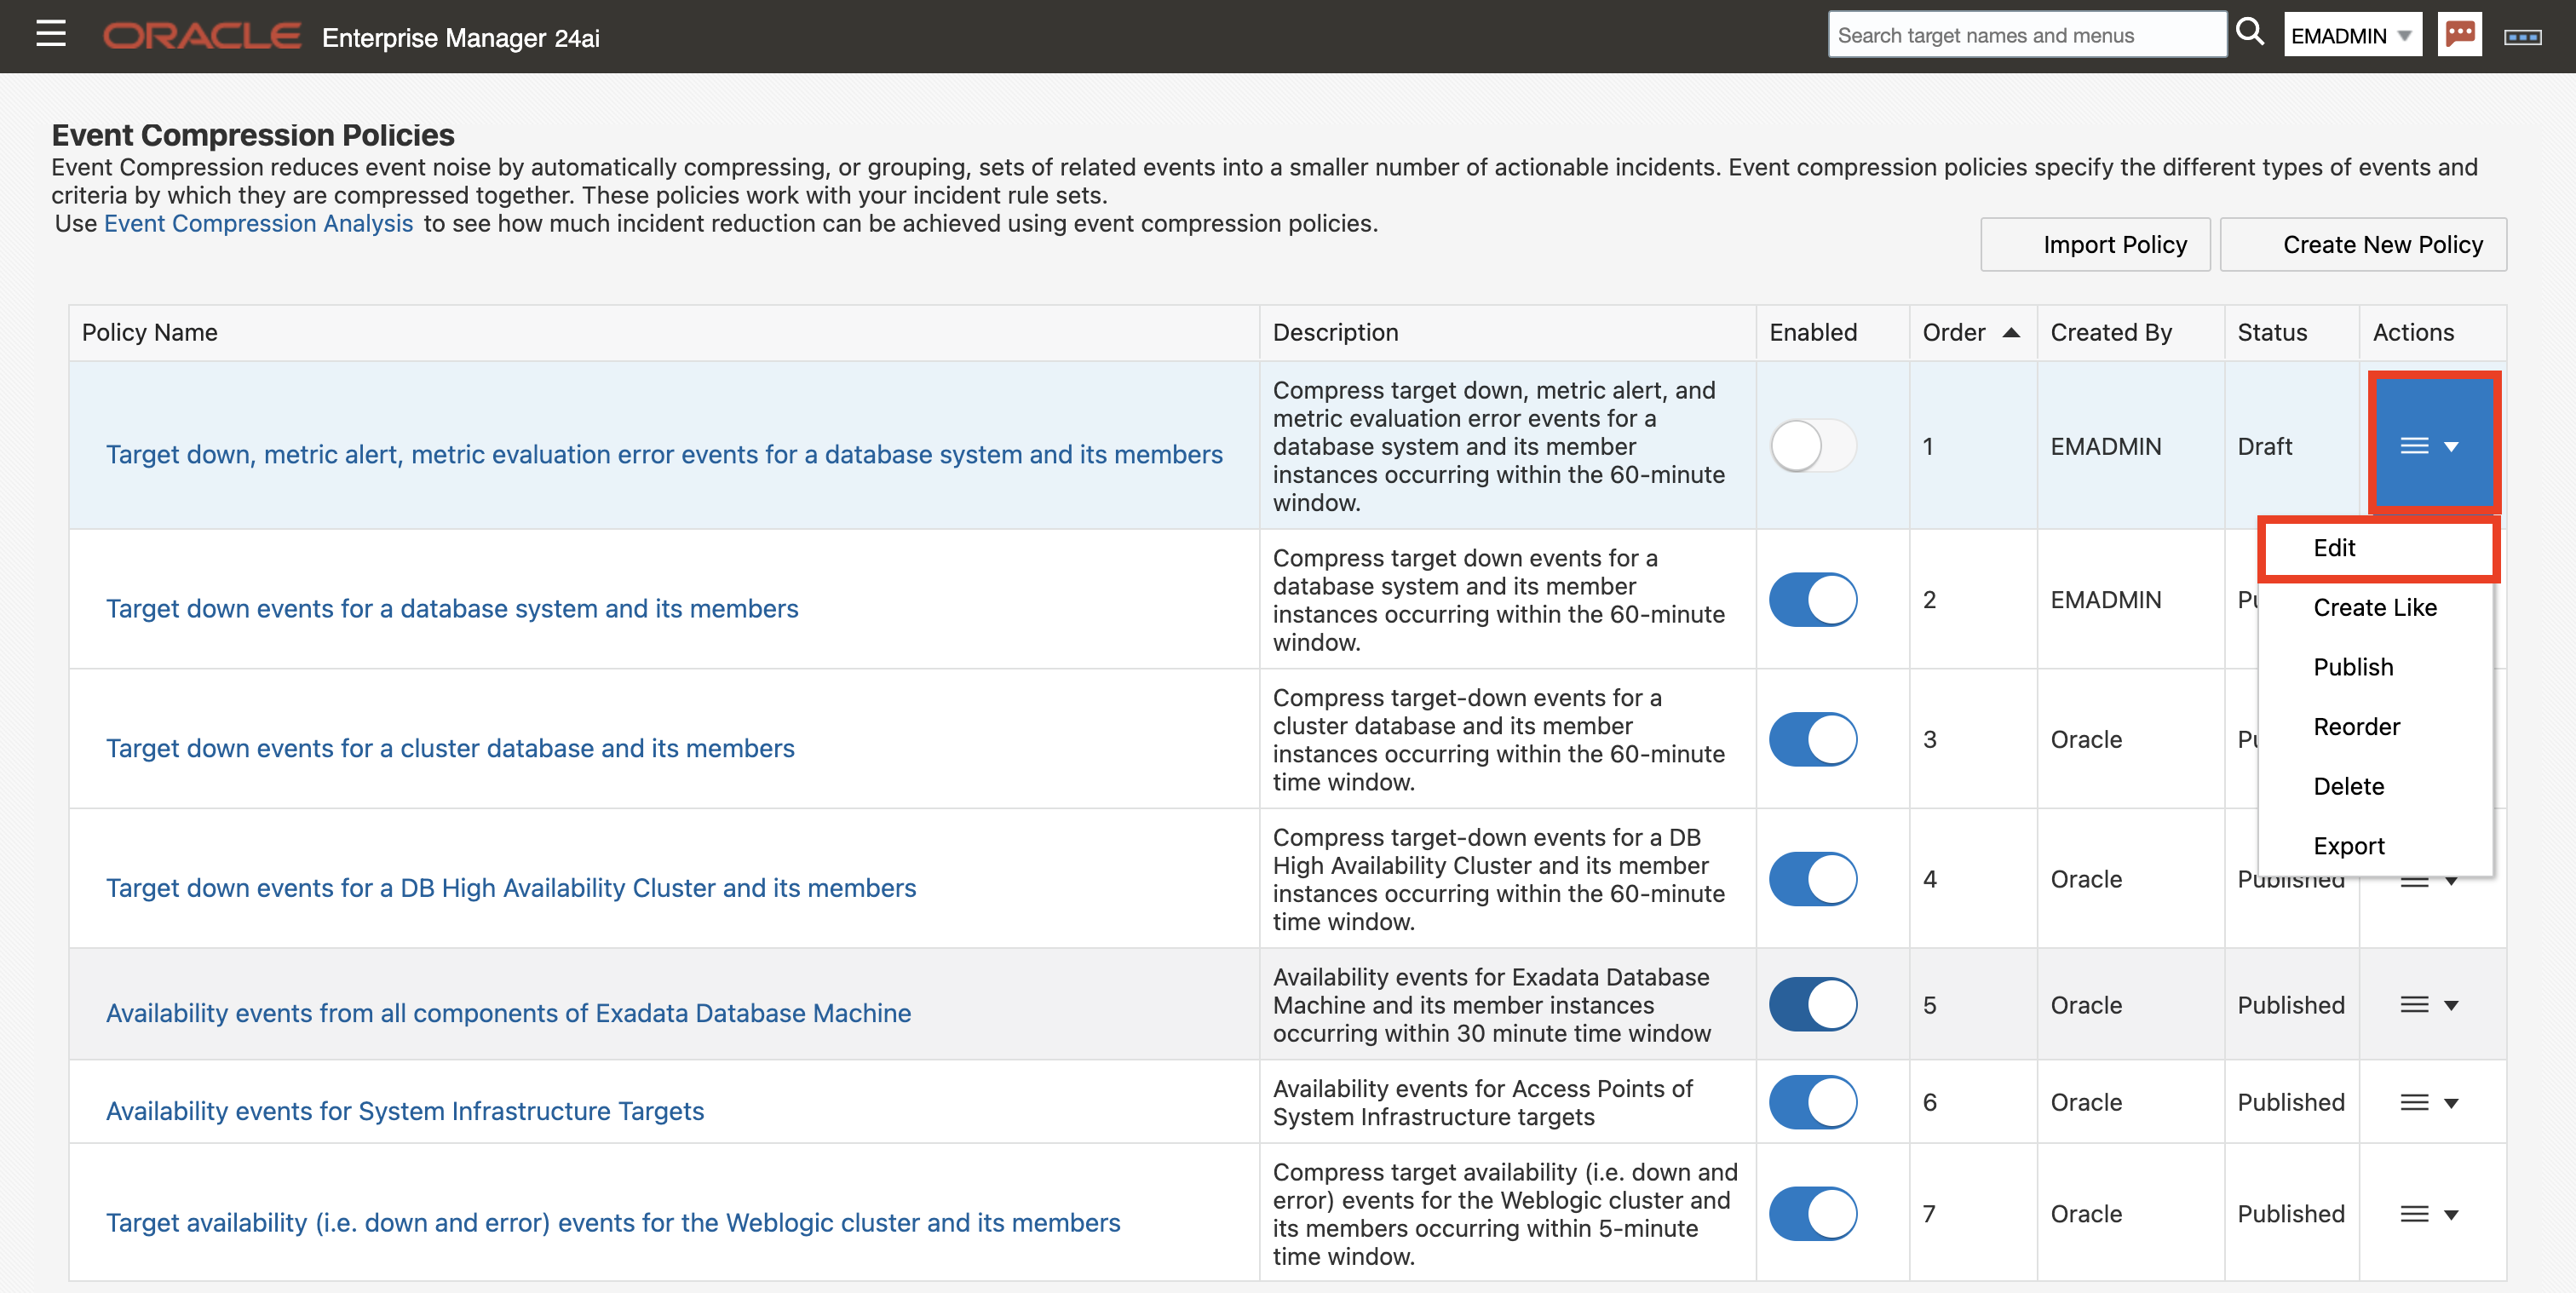 ORACLE Enterprise Manager 24ai
Search target names and menus
EMADMIN
Event Compression Policies
Event Compression reduces event noise by automatically compressing, or grouping, sets of related events into a smaller number of actionable incidents. Event compression policies specify the different types of events and
criteria by which they are compressed together. These policies work with your incident rule sets.
Use Event Compression Analysis to see how much incident reduction can be achieved using event compression policies.
Import Policy
Create New Policy
Policy Name
Description
Enabled
Order
Created By
Status
Actions
Target down, metric alert, metric evaluation error events for a database system and its members
Compress target down, metric alert, and
metric evaluation error events for a
database system and its member
instances occurring within the 60-minute
window.
1
EMADMIN
Draft
Edit
Create Like
Publish
Reorder
Delete
Export
Target down events for a database system and its members
Compress target down events for a
database system and its member
instances occurring within the 60-minute
window.
2
EMADMIN
Target down events for a cluster database and its members
Compress target-down events for a
cluster database and its member
instances occurring within the 60-minute
time window.
3
Oracle
Target down events for a DB High Availability Cluster and its members
Compress target-down events for a DB
High Availability Cluster and its member
instances occurring within the 60-minute
time window.
4
Oracle
Published
Availability events from all components of Exadata Database Machine
Availability events for Exadata Database
Machine and its member instances
occurring within 30 minute time window
5
Oracle
Published
Availability events for System Infrastructure Targets
Availability events for Access Points of
System Infrastructure targets
6
Oracle
Published
Target availability (i.e. down and error) events for the Weblogic cluster and its members
Compress target availability (i.e. down and
error) events for the Weblogic cluster and
its members occurring within 5-minute
time window.
7
Oracle
Published